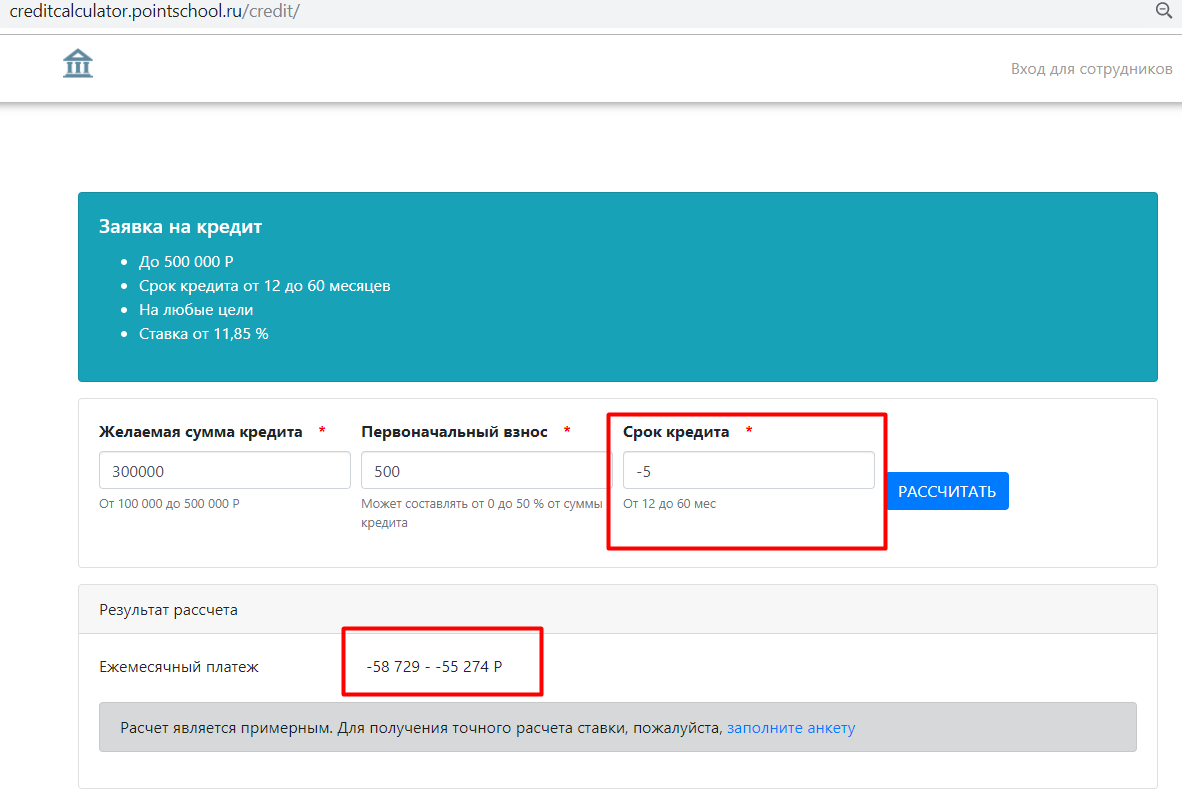 creditcalculator.pointschool.ru/credit/
Вход для сотрудников
Заявка на кредит
До 500 000 Р
Срок кредита от 12 до 60 месяцев
На любые цели
Ставка от 11,85 %
Желаемая сумма кредита *
300000
От 100 000 до 500 000 Р
Первоначальный взнос *
500
Может составлять от 0 до 50 % от суммы
кредита
Срок кредита *
-5
От 12 до 60 мес
РАССЧИТАТЬ
Результат рассчета
Ежемесячный платеж -58 729 - -55 274 Р
Расчет является примерным. Для получения точного расчета ставки, пожалуйста, заполните анкету